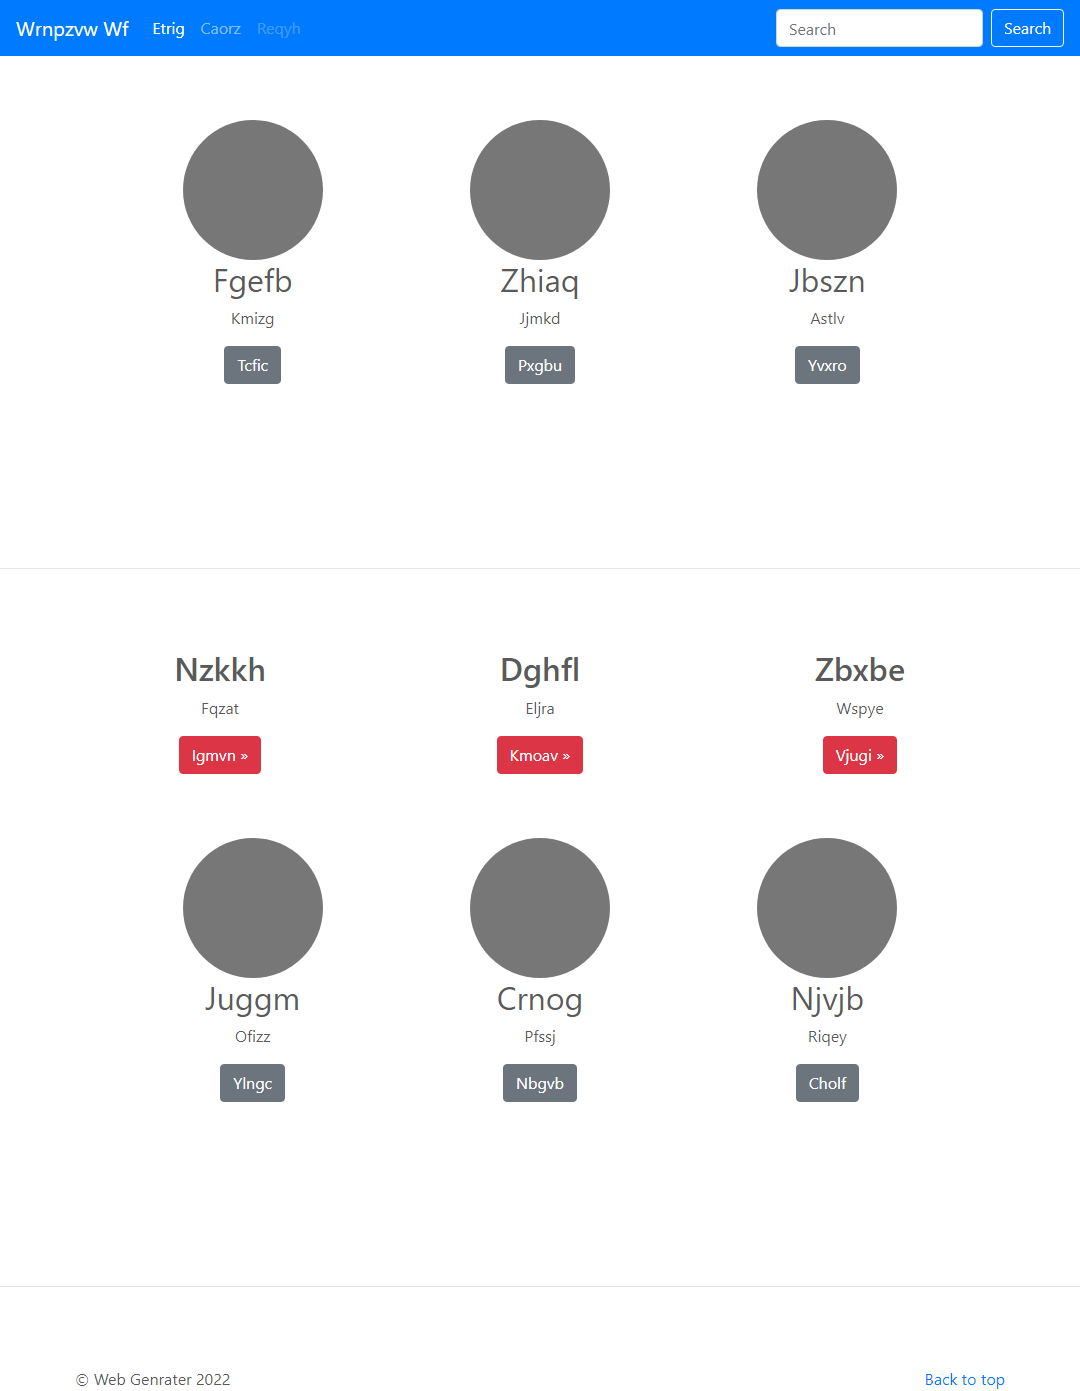 Wrnpzvw Wf Etrig Caorz Reqyh Search Search
Fgefb Zhiaq Jbszn
Kmizg Jjmkd Astlv
Tcfic Pxgbu Yvxro
Nzkkh Dghfl Zbxbe
Fqzat Eljra Wspye
Igmvn » Kmoav » Vjugi »
Juggm Crnog Njvjb
Ofizz Pfssj Riqey
Ylngc Nbgvb Cholf
© Web Genrater 2022 Back to top